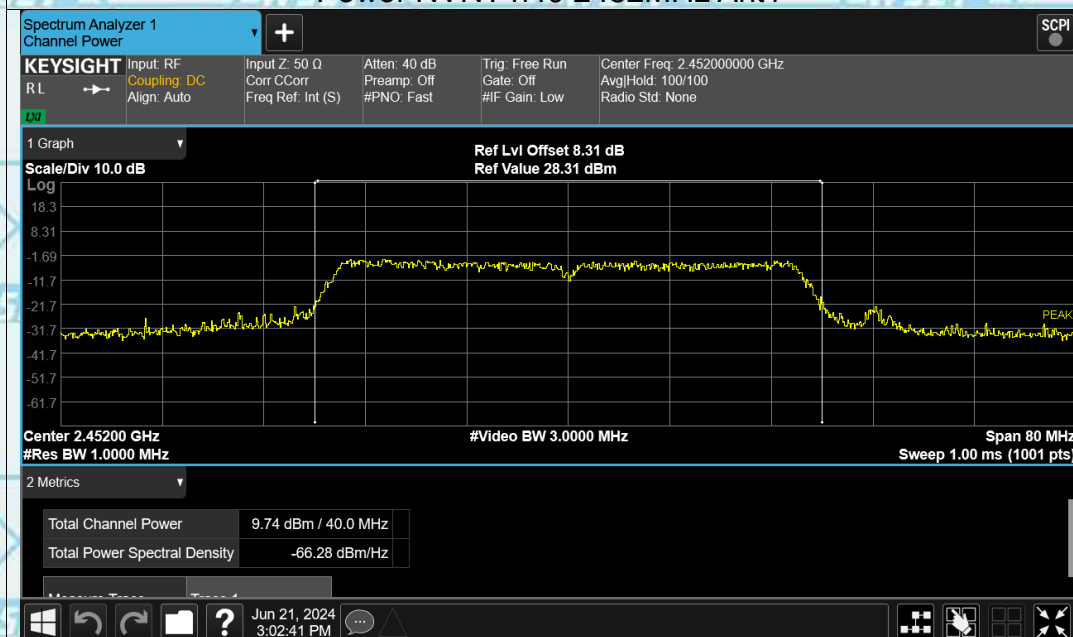 Spectrum Analyzer 1
Channel Power
+
SCPI
KEYSIGHT
RL
LXI
Input: RF
Coupling: DC
Align: Auto
Input Z: 50 Ω
Corr CCorr
Freq Ref: Int (S)
Atten: 40 dB
Preamp: Off
#PNO: Fast
Trig: Free Run
Gate: Off
#IF Gain: Low
Center Freq: 2.452000000 GHz
Avg|Hold: 100/100
Radio Std: None
1 Graph
Scale/Div 10.0 dB
Ref Lvl Offset 8.31 dB
Ref Value 28.31 dBm
Log
18.3
8.31
-1.69
-11.7
-21.7
-31.7
-41.7
-51.7
-61.7
PEAK
Center 2.45200 GHz
#Video BW 3.0000 MHz
Span 80 MHz
#Res BW 1.0000 MHz
Sweep 1.00 ms (1001 pts)
2 Metrics
Total Channel Power 9.74 dBm / 40.0 MHz
Total Power Spectral Density -66.28 dBm/Hz
Measure Trace Trace 1
?
Jun 21, 2024
3:02:41 PM